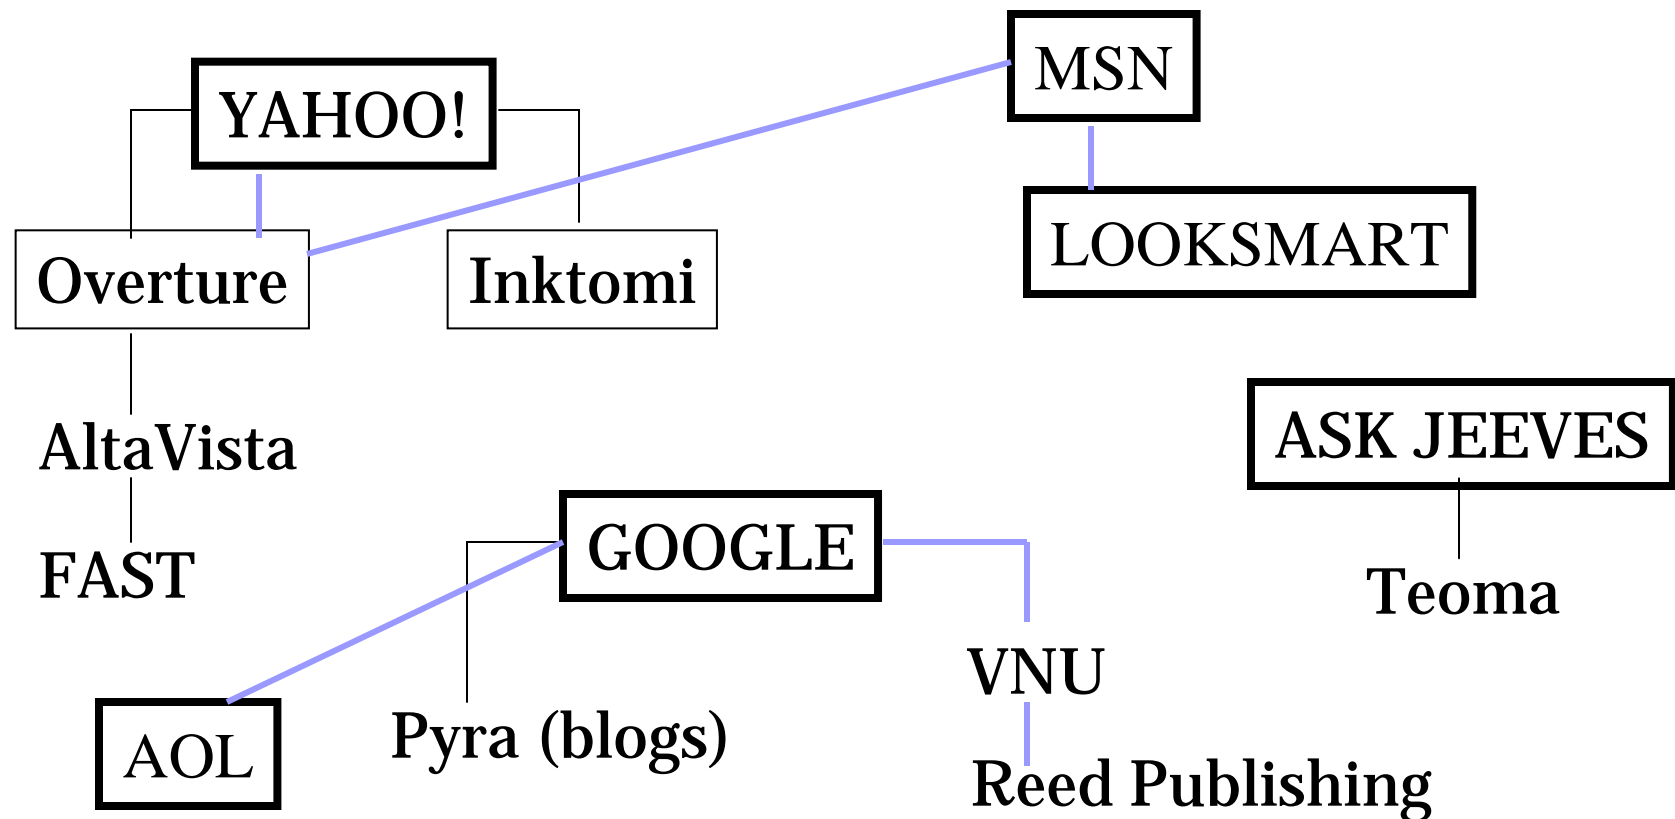 MSN
YAHOO!
LOOKSMART
Overture
Inktomi
ASK JEEVES
AltaVista
GOOGLE
FAST
Teoma
VNU
Pyra (blogs)
AOL
Reed Publishing